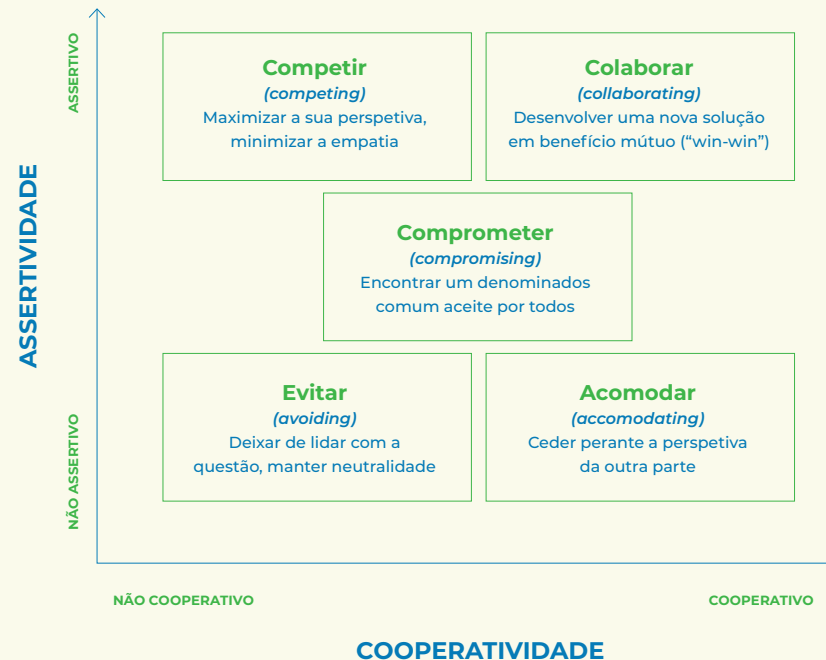 ASSERTIVIDADE
ASSERTIVO
NÃO ASSERTIVO
Competir
(competing)
Maximizar a sua perspetiva,
minimizar a empatia
Colaborar
(collaborating)
Desenvolver uma nova solução
em benefício mútuo (“win-win”)
Comprometer
(compromising)
Encontrar um denominados
comum aceite por todos
Evitar
(avoiding)
Deixar de lidar com a
questão, manter neutralidade
Acomodar
(accomodating)
Ceder perante a perspetiva
da outra parte
NÃO COOPERATIVO
COOPERATIVO
COOPERATIVIDADE